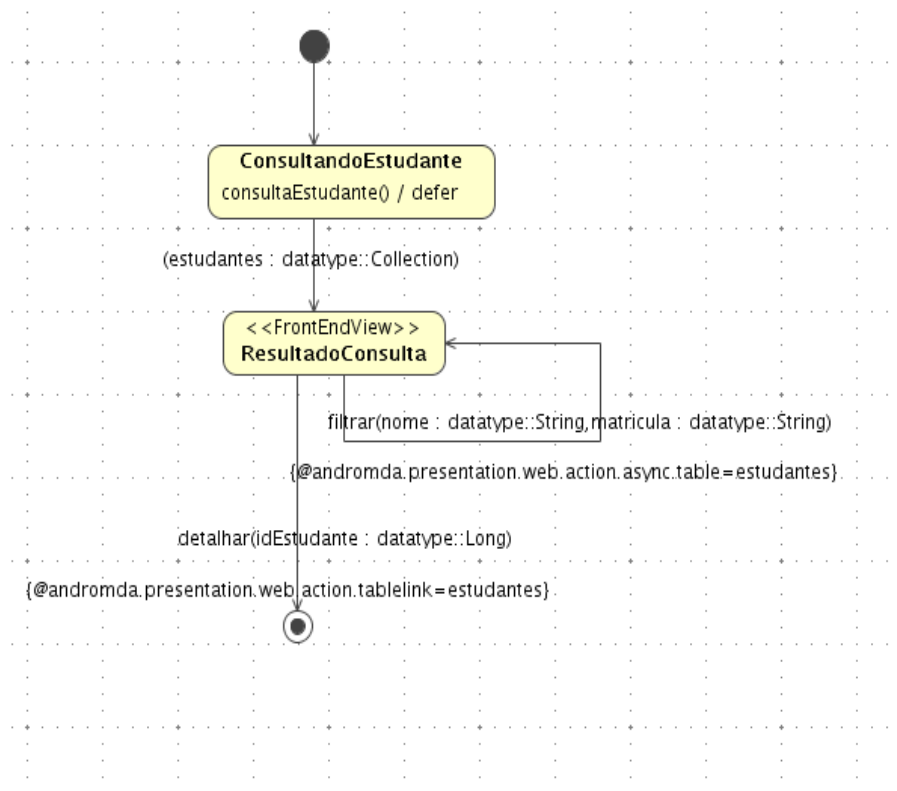 ConsultandoEstudante
consultaEstudante() / defer
(estudantes : datatype::Collection)
<<FrontEndView>>
ResultadoConsulta
filtrar(nome : datatype::String,matricula : datatype::String)
{@andromda.presentation.web.action.async.table=estudantes}
detalhar(idEstudante : datatype::Long)
{@andromda.presentation.web.action.tablelink=estudantes}